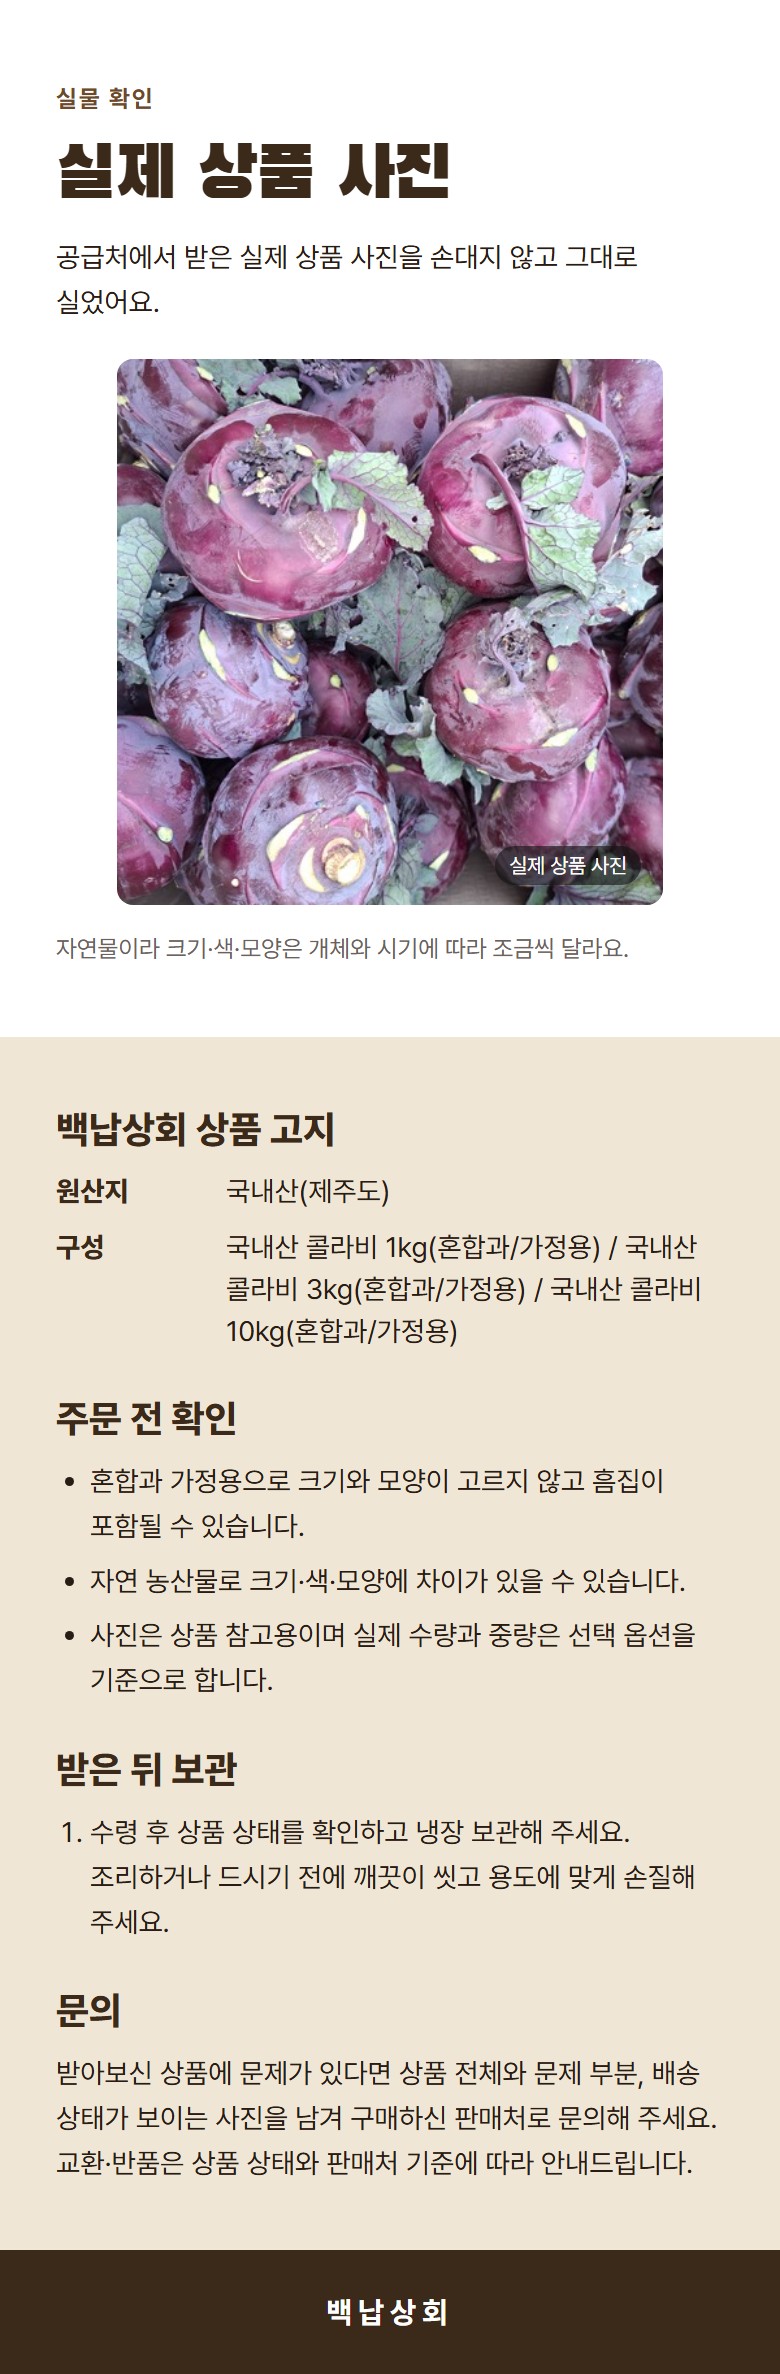 실물 확인
실제 상품 사진
공급처에서 받은 실제 상품 사진을 손대지 않고 그대로
실었어요.
실제 상품 사진
자연물이라 크기·색·모양은 개체와 시기에 따라 조금씩 달라요.
백납상회 상품 고지
원산지 국내산(제주도)
구성 국내산 콜라비 1kg(혼합과/가정용) / 국내산
콜라비 3kg(혼합과/가정용) / 국내산 콜라비
10kg(혼합과/가정용)
주문 전 확인
• 혼합과 가정용으로 크기와 모양이 고르지 않고 흠집이
포함될 수 있습니다.
• 자연 농산물로 크기·색·모양에 차이가 있을 수 있습니다.
• 사진은 상품 참고용이며 실제 수량과 중량은 선택 옵션을
기준으로 합니다.
받은 뒤 보관
1. 수령 후 상품 상태를 확인하고 냉장 보관해 주세요.
조리하거나 드시기 전에 깨끗이 씻고 용도에 맞게 손질해
주세요.
문의
받아보신 상품에 문제가 있다면 상품 전체와 문제 부분, 배송
상태가 보이는 사진을 남겨 구매하신 판매처로 문의해 주세요.
교환·반품은 상품 상태와 판매처 기준에 따라 안내드립니다.
백납상회